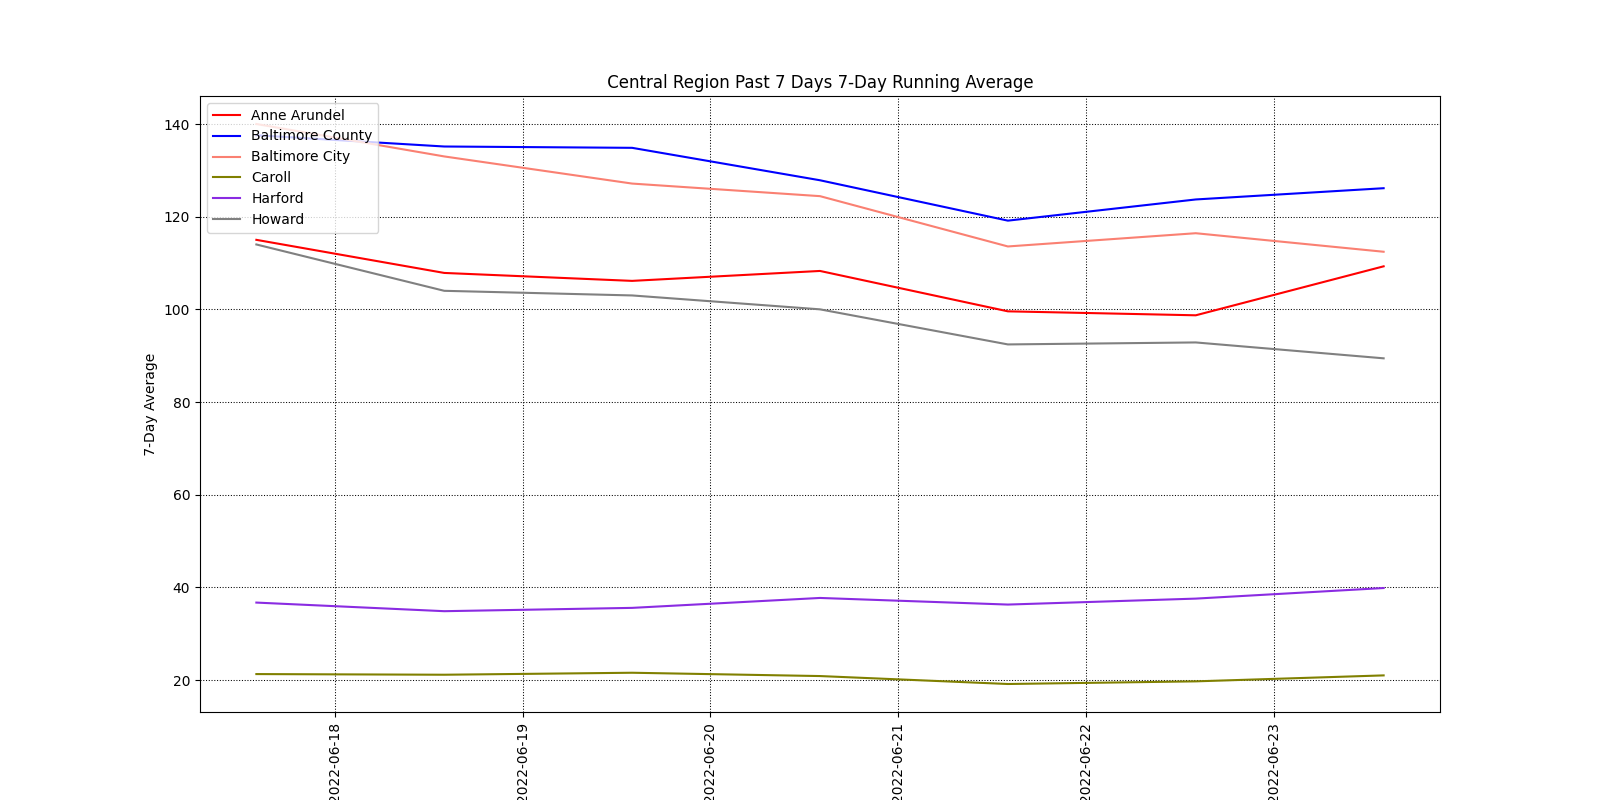 Central Region Past 7 Days 7-Day Running Average
Anne Arundel
Baltimore County
Baltimore City
Caroll
Harford
Howard
140
120
100
80
60
40
20
7-Day Average
2022-06-18
2022-06-19
2022-06-20
2022-06-21
2022-06-22
2022-06-23